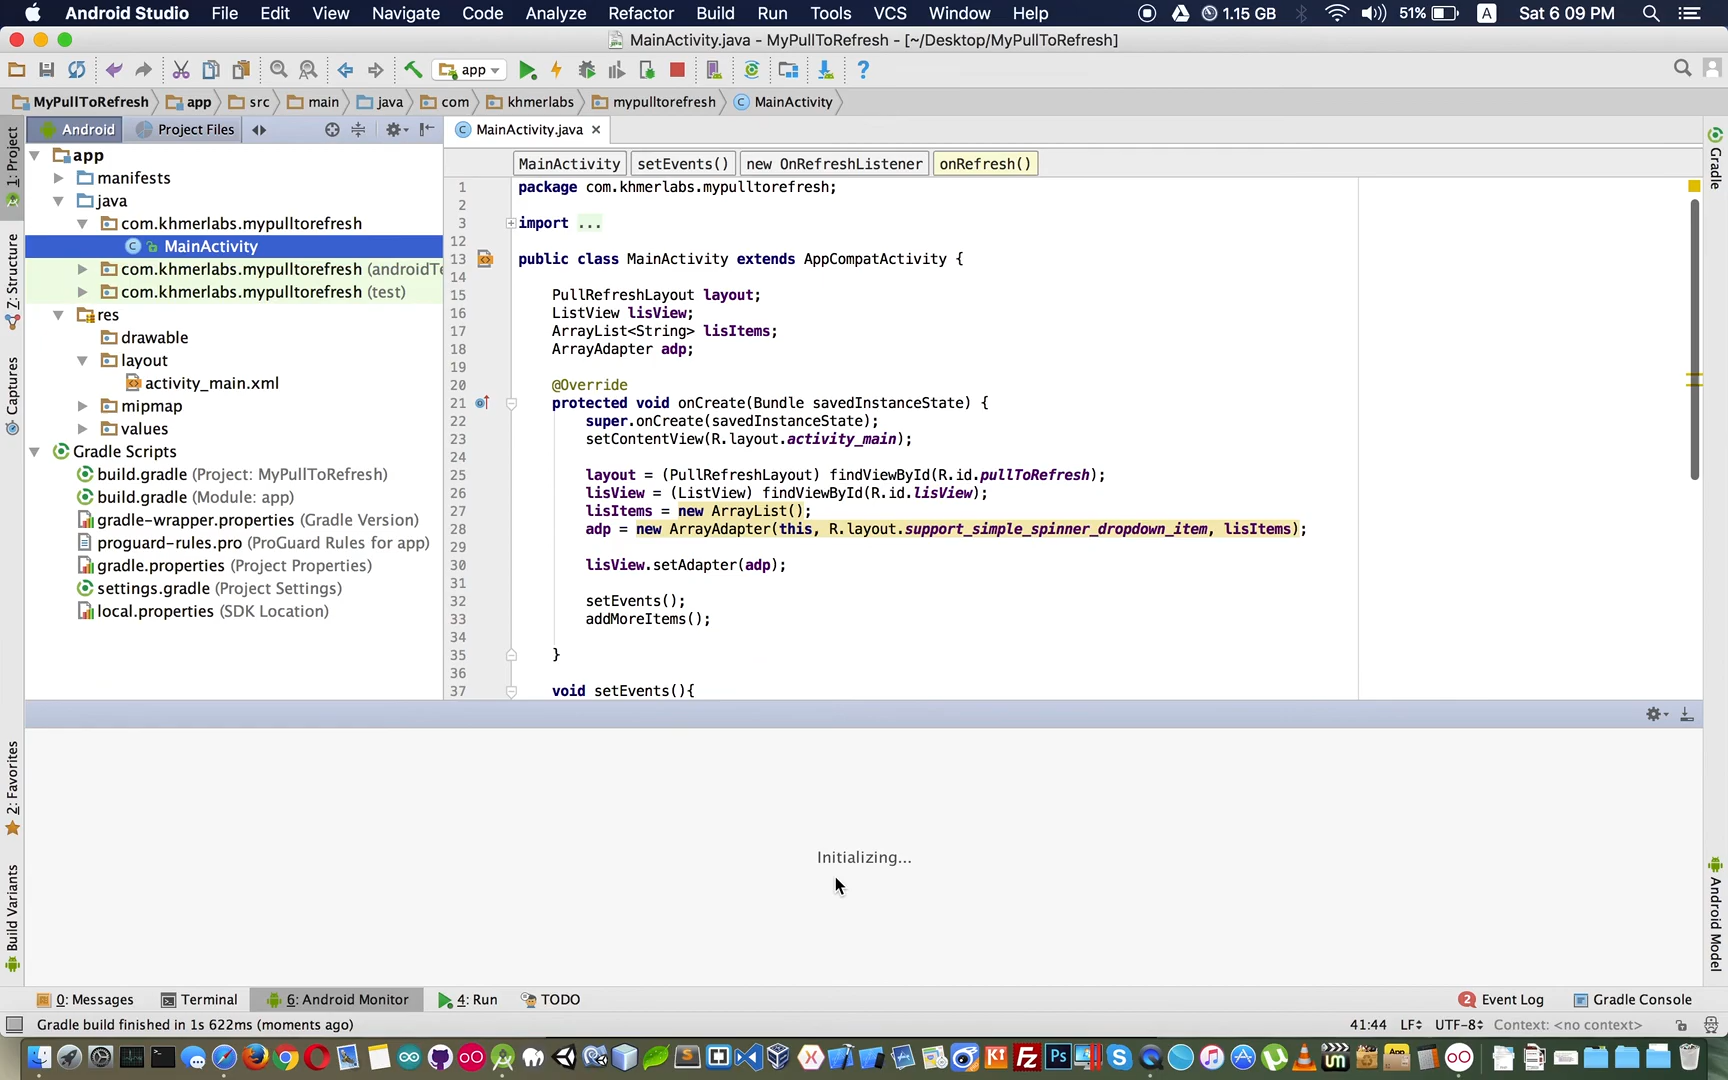 Android Studio File Edit View Navigate Code Analyze Refactor Build Run Tools VCS Window Help 1.15 GB 51% A Sat 6 09 PM
MainActivity.java - MyPullToRefresh - [~/Desktop/MyPullToRefresh]
app
MyPullToRefresh app src main java com khmerlabs mypulltorefresh MainActivity
Android Project Files
MainActivity.java
MainActivity setEvents() new OnRefreshListener onRefresh()
1: Project
Z: Structure
Captures
2: Favorites
Build Variants
app
manifests
java
com.khmerlabs.mypulltorefresh
MainActivity
com.khmerlabs.mypulltorefresh (androidTe
com.khmerlabs.mypulltorefresh (test)
res
drawable
layout
activity_main.xml
mipmap
values
Gradle Scripts
build.gradle (Project: MyPullToRefresh)
build.gradle (Module: app)
gradle-wrapper.properties (Gradle Version)
proguard-rules.pro (ProGuard Rules for app)
gradle.properties (Project Properties)
settings.gradle (Project Settings)
local.properties (SDK Location)
1 package com.khmerlabs.mypulltorefresh;
2
3 import ...
12
13 public class MainActivity extends AppCompatActivity {
14
15 PullRefreshLayout layout;
16 ListView lisView;
17 ArrayList<String> lisItems;
18 ArrayAdapter adp;
19
20 @Override
21 protected void onCreate(Bundle savedInstanceState) {
22 super.onCreate(savedInstanceState);
23 setContentView(R.layout.activity_main);
24
25 layout = (PullRefreshLayout) findViewById(R.id.pullToRefresh);
26 lisView = (ListView) findViewById(R.id.lisView);
27 lisItems = new ArrayList();
28 adp = new ArrayAdapter(this, R.layout.support_simple_spinner_dropdown_item, lisItems);
29
30 lisView.setAdapter(adp);
31
32 setEvents();
33 addMoreItems();
34
35 }
36
37 void setEvents(){
Gradle
Android Model
Initializing...
0: Messages Terminal 6: Android Monitor 4: Run TODO 2 Event Log Gradle Console
Gradle build finished in 1s 622ms (moments ago) 41:44 LF UTF-8 Context: <no context>